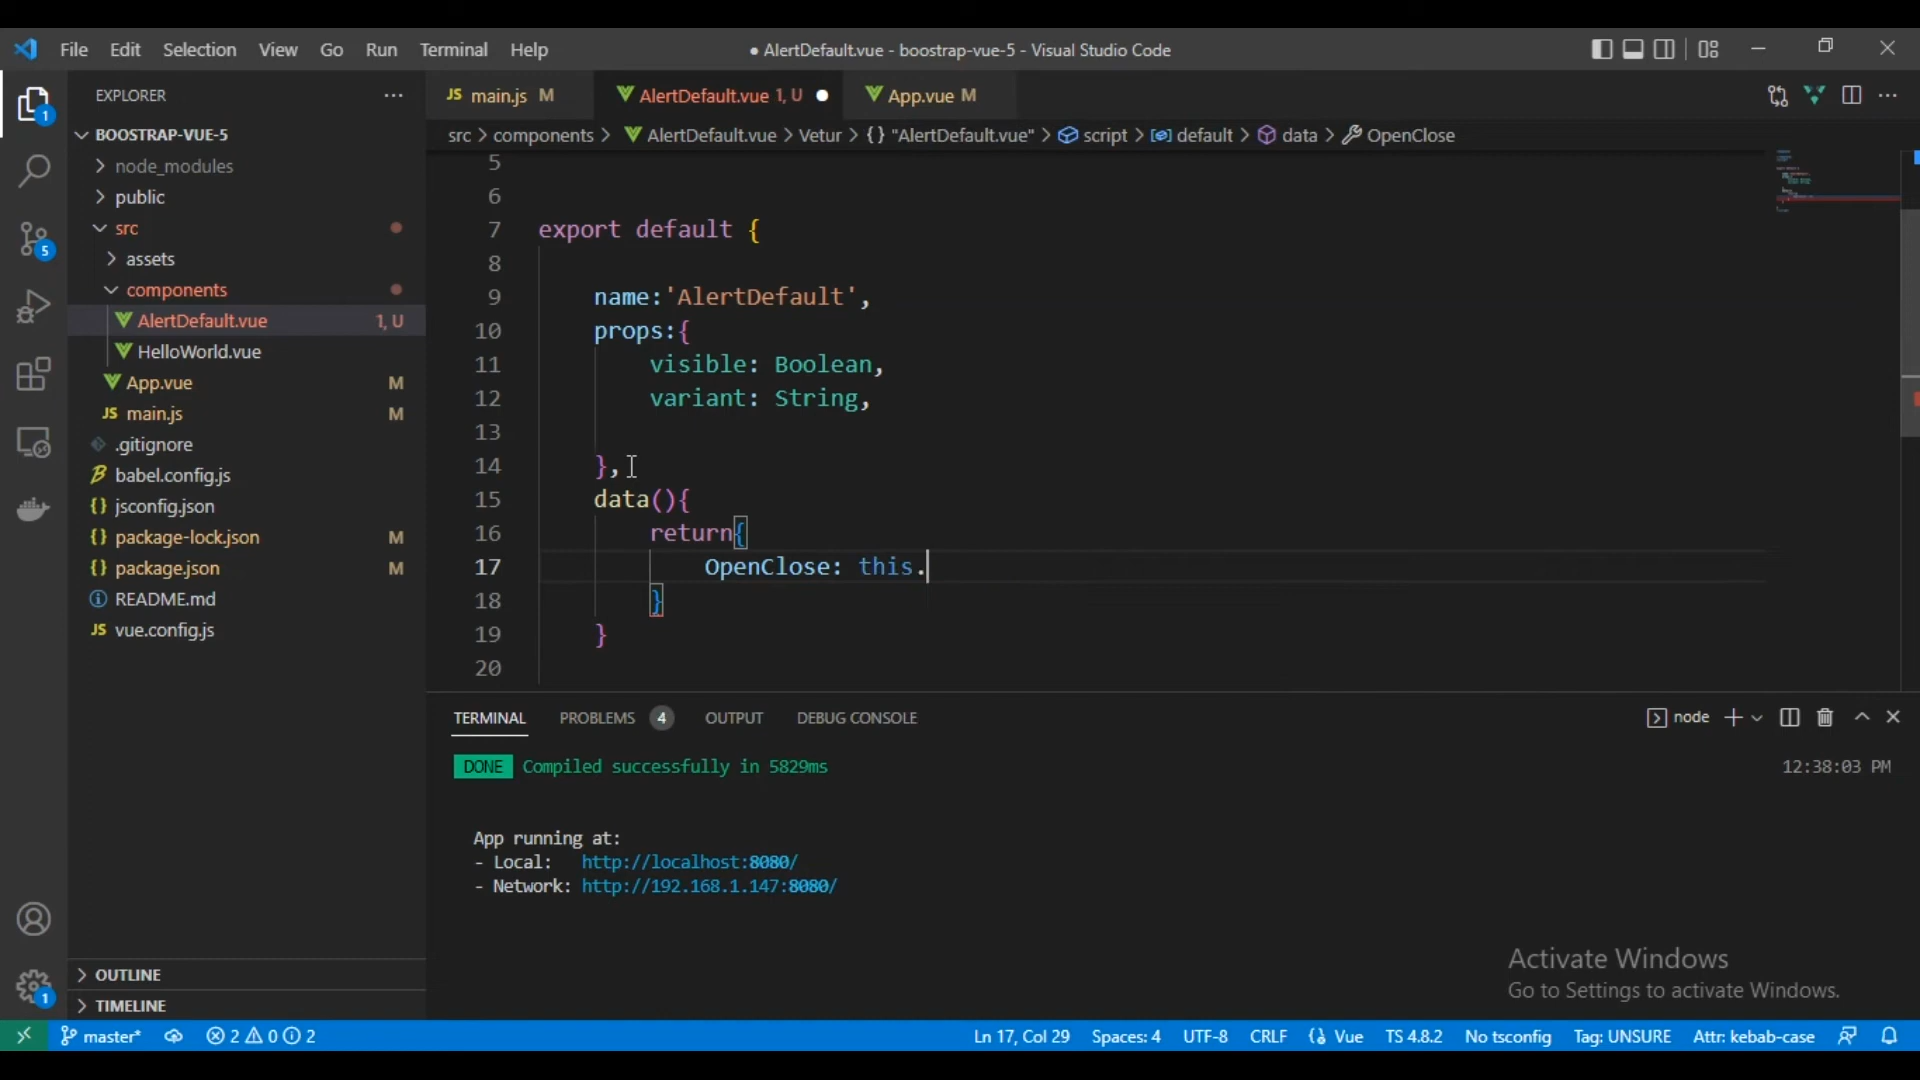 File Edit Selection View Go Run Terminal Help
● AlertDefault.vue - boostrap-vue-5 - Visual Studio Code
EXPLORER ···
JS main.js M
AlertDefault.vue 1, U ●
App.vue M
···
src > components > AlertDefault.vue > Vetur > {} "AlertDefault.vue" > script > default > data > OpenClose
1
5
1
BOOSTRAP-VUE-5
node_modules
public
src
assets
components
AlertDefault.vue 1, U
HelloWorld.vue
App.vue M
JS main.js M
.gitignore
babel.config.js
{} jsconfig.json
{} package-lock.json M
{} package.json M
README.md
JS vue.config.js
OUTLINE
TIMELINE
5
6
7 export default {
8
9 name:'AlertDefault',
10 props:{
11 visible: Boolean,
12 variant: String,
13
14 },
15 data(){
16 return{
17 OpenClose: this.
18 }
19 }
20
TERMINAL PROBLEMS 4 OUTPUT DEBUG CONSOLE
node
DONE Compiled successfully in 5829ms 12:38:03 PM
App running at:
- Local: http://localhost:8080/
- Network: http://192.168.1.147:8080/
Activate Windows
Go to Settings to activate Windows.
master* 2 0 2 Ln 17, Col 29 Spaces: 4 UTF-8 CRLF Vue TS 4.8.2 No tsconfig Tag: UNSURE Attr: kebab-case